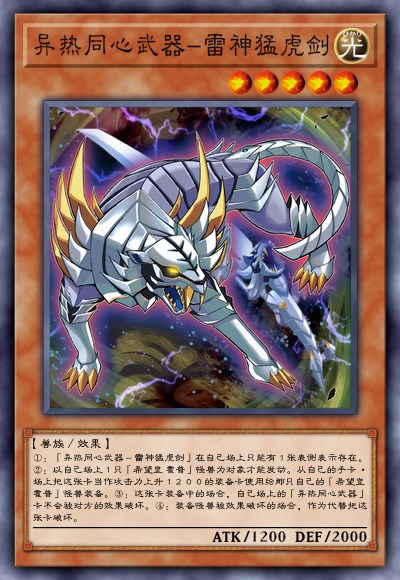 异热同心武器-雷神猛虎剑
光
【兽族／效果】
①：「异热同心武器-雷神猛虎剑」在自己场上只能有1张表侧表示存在。
②：以自己场上1只「希望皇 霍普」怪兽为对象才能发动。从自己的手卡·
场上把这张卡当作攻击力上升1200的装备卡使用给那只自己的「希望皇
霍普」怪兽装备。③：这张卡装备中的场合，自己场上的「异热同心武器」
卡不会被对方的效果破坏。④：装备怪兽被效果破坏的场合，作为代替把这
张卡破坏。
ATK/1200 DEF/2000